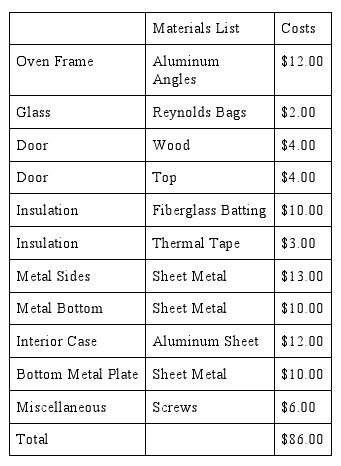 Materials List Costs
Oven Frame Aluminum Angles $12.00
Glass Reynolds Bags $2.00
Door Wood $4.00
Door Top $4.00
Insulation Fiberglass Batting $10.00
Insulation Thermal Tape $3.00
Metal Sides Sheet Metal $13.00
Metal Bottom Sheet Metal $10.00
Interior Case Aluminum Sheet $12.00
Bottom Metal Plate Sheet Metal $10.00
Miscellaneous Screws $6.00
Total $86.00